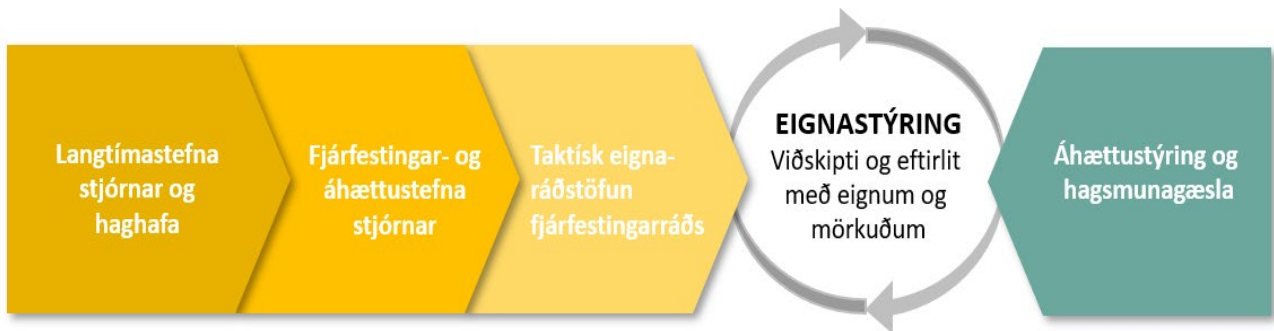 Langtímastefna
stjórnar og
haghafa
Fjárfestingar- og
áhættustefna
stjórnar
Taktísk eigna-
ráðstöfun
fjárfestingarráðs
EIGNASTÝRING
Viðskipti og eftirlit
með eignum og
mörkuðum
Áhættustýring og
hagsmunagæsla